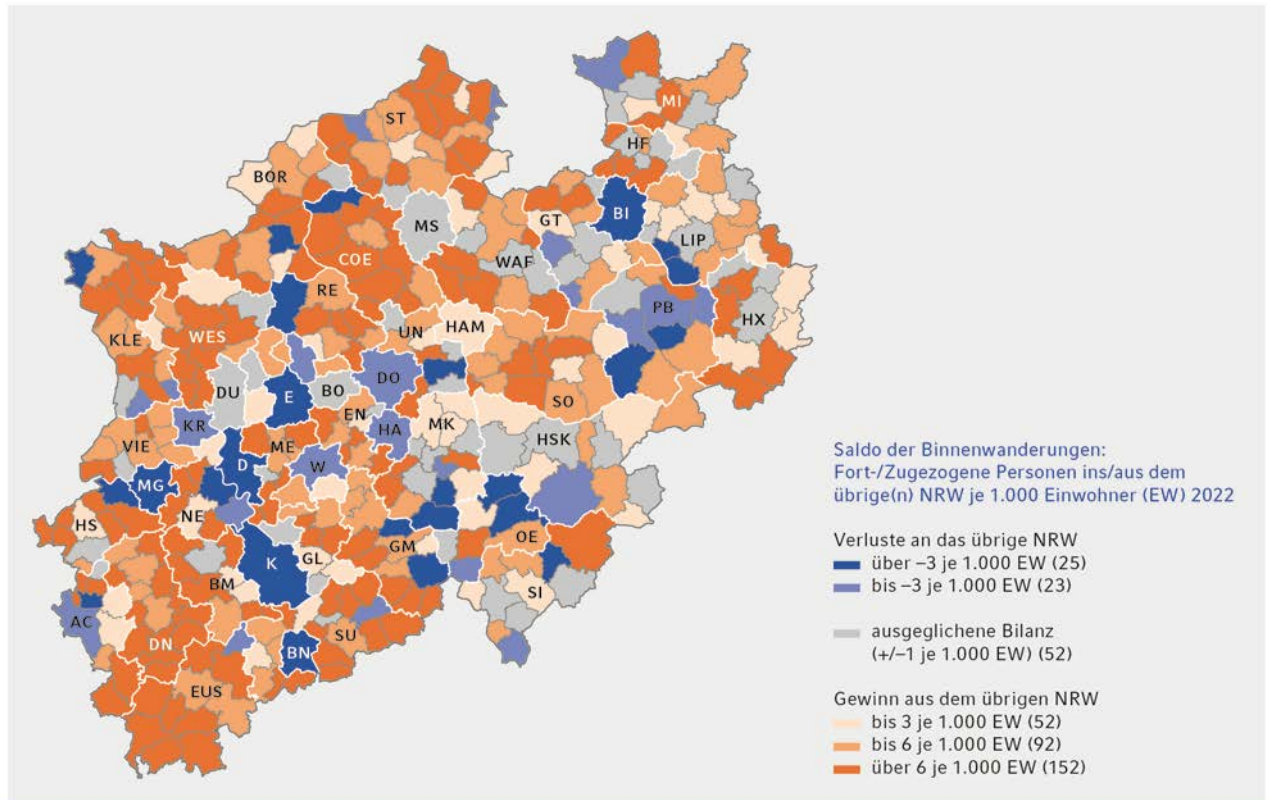 MI
ST
HF
BOR
BI
GT
MS
LIP
COE
WAF
RE
PB
HX
UN
HAM
WES
KLE
DU
E
BO
DO
SO
EN
KR
HA
MK
HSK
VIE
ME
D
W
MG
NE
HS
OE
K
GL
GM
BM
SI
AC
DN
SU
BN
EUS
Saldo der Binnenwanderungen:
Fort-/Zugezogene Personen ins/aus dem
übrige(n) NRW je 1.000 Einwohner (EW) 2022
Verluste an das übrige NRW
über –3 je 1.000 EW (25)
bis –3 je 1.000 EW (23)
ausgeglichene Bilanz
(+/–1 je 1.000 EW) (52)
Gewinn aus dem übrigen NRW
bis 3 je 1.000 EW (52)
bis 6 je 1.000 EW (92)
über 6 je 1.000 EW (152)